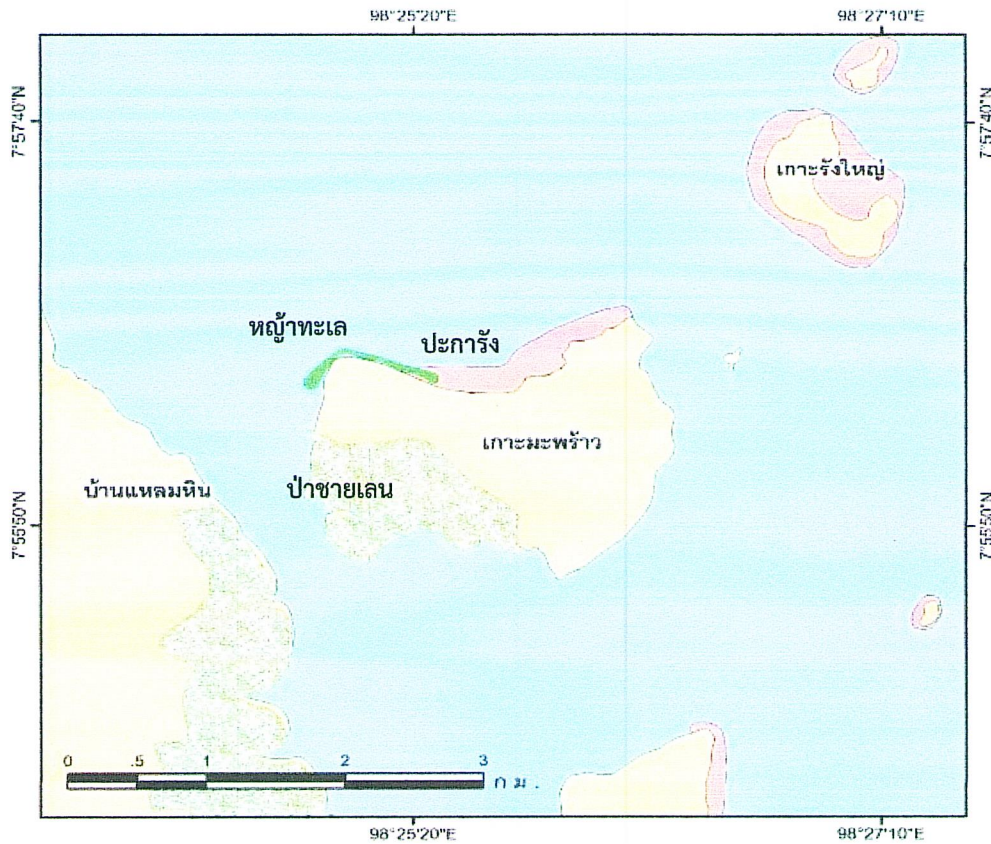 98°25'20"E
98°27'10"E
7°57'40"N
7°57'40"N
เกาะรังใหญ่
หญ้าทะเล
ปะการัง
เกาะมะพร้าว
บ้านแหลมหิน
ป่าชายเลน
7°55'50"N
7°55'50"N
0 .5 1 2 3
กม.
98°25'20"E
98°27'10"E